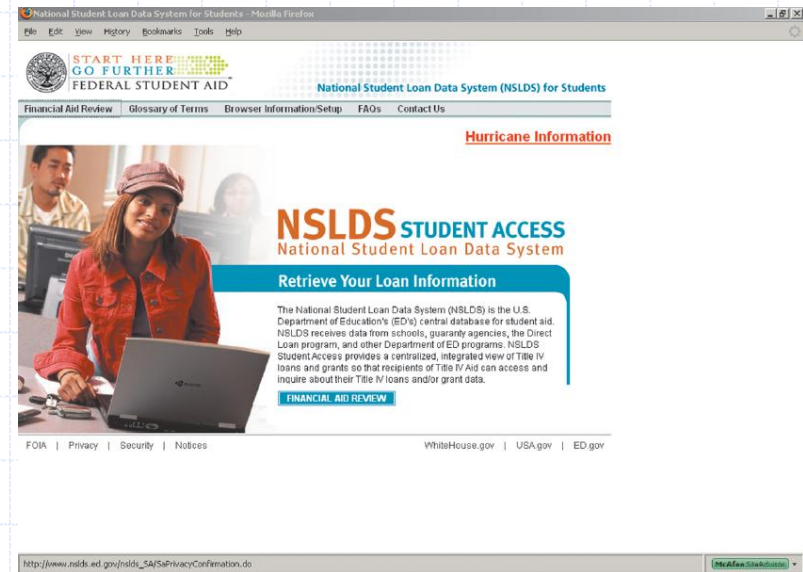 National Student Loan Data System for Students - Mozilla Firefox
File Edit View History Bookmarks Tools Help
START HERE
GO FURTHER
FEDERAL STUDENT AID
National Student Loan Data System (NSLDS) for Students
Financial Aid Review Glossary of Terms Browser Information/Setup FAQs Contact Us
Hurricane Information
NSLDS STUDENT ACCESS
National Student Loan Data System
Retrieve Your Loan Information
The National Student Loan Data System (NSLDS) is the U.S.
Department of Education's (ED's) central database for student aid.
NSLDS receives data from schools, guaranty agencies, the Direct
Loan program, and other Department of ED programs. NSLDS
Student Access provides a centralized, integrated view of Title IV
loans and grants so that recipients of Title IV Aid can access and
inquire about their Title IV loans and/or grant data.
FINANCIAL AID REVIEW
FOIA | Privacy | Security | Notices WhiteHouse.gov | USA.gov | ED.gov
http://www.nslds.ed.gov/nslds_SA/SaPrivacyConfirmation.do McAfee SiteAdvisor